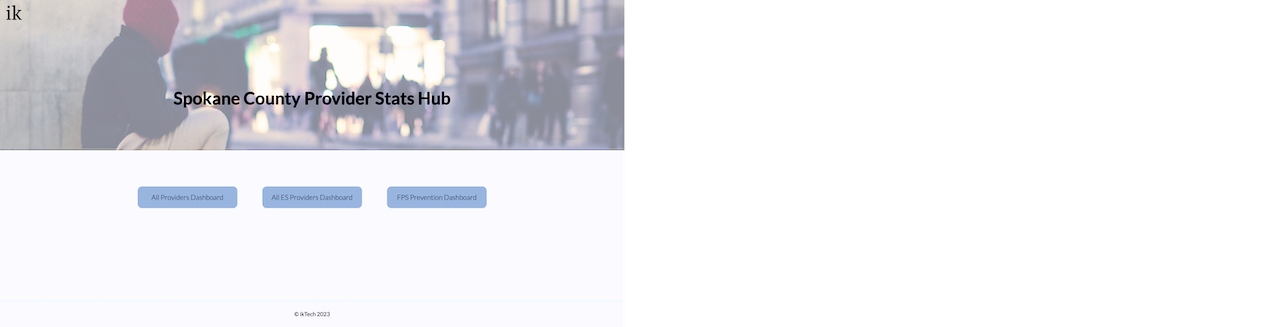 ik
Spokane County Provider Stats Hub
All Providers Dashboard
All ES Providers Dashboard
FPS Prevention Dashboard
© ikTech 2023